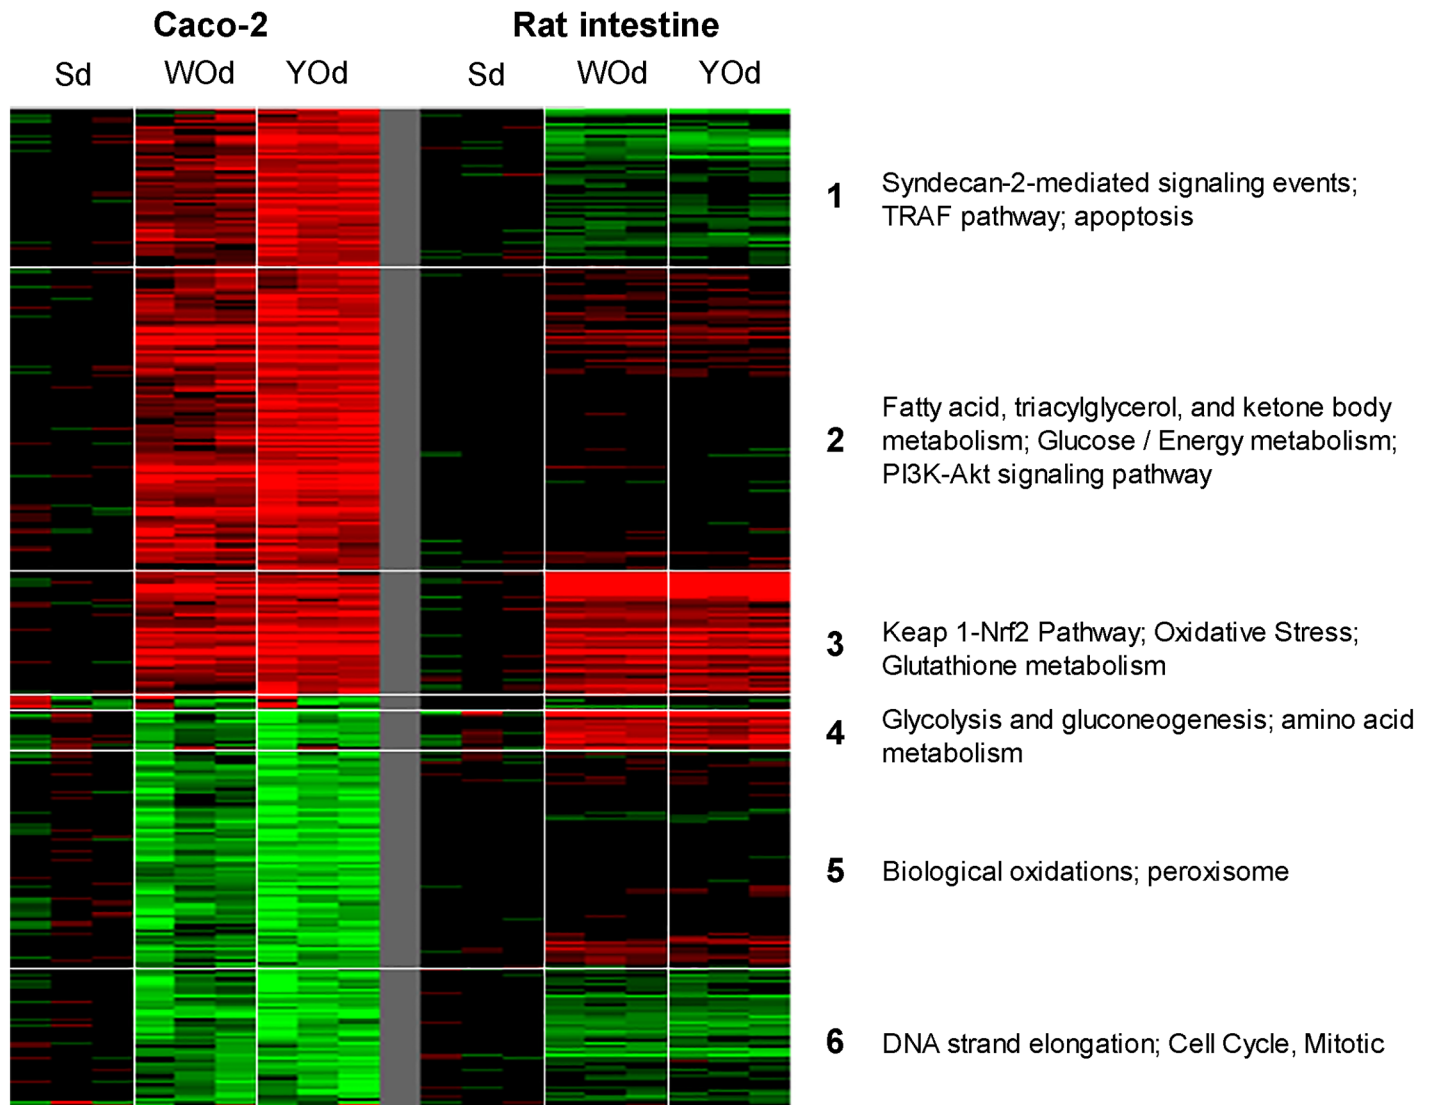 Caco-2 Rat intestine
Sd WOd YOd Sd WOd YOd
1 Syndecan-2-mediated signaling events;
TRAF pathway; apoptosis
Fatty acid, triacylglycerol, and ketone body
2 metabolism; Glucose / Energy metabolism;
PI3K-Akt signaling pathway
3 Keap 1-Nrf2 Pathway; Oxidative Stress;
Glutathione metabolism
4 Glycolysis and gluconeogenesis; amino acid
metabolism
5 Biological oxidations; peroxisome
6 DNA strand elongation; Cell Cycle, Mitotic